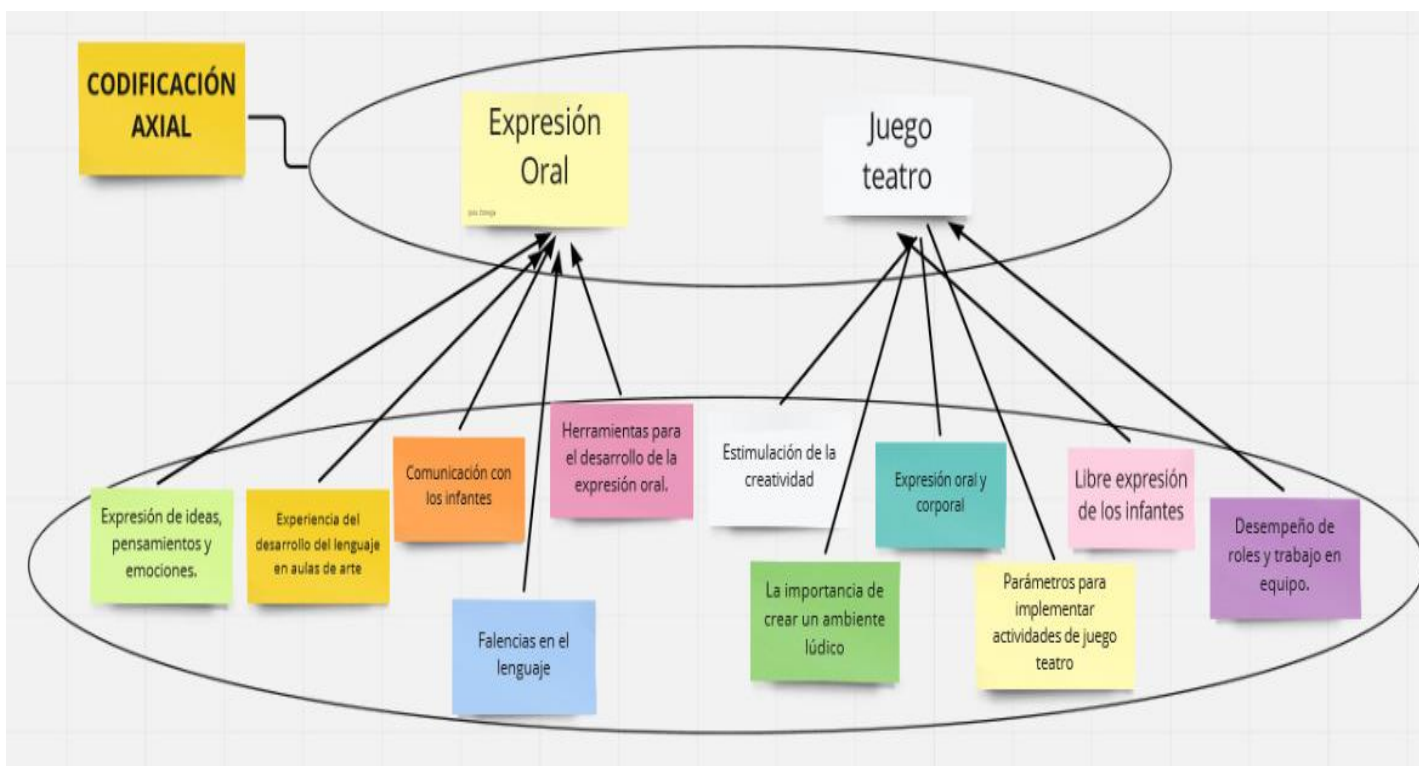 CODIFICACIÓN
AXIAL
Expresión
Oral
Juego
teatro
Expresión de ideas,
pensamientos y
emociones.
Experiencia del
desarrollo del lenguaje
en aulas de arte
Comunicación con
los infantes
Falencias en el
lenguaje
Herramientas para
el desarrollo de la
expresión oral.
Estimulación de la
creatividad
La importancia de
crear un ambiente
lúdico
Expresión oral y
corporal
Parámetros para
implementar
actividades de juego
teatro
Libre expresión
de los infantes
Desempeño de
roles y trabajo en
equipo.